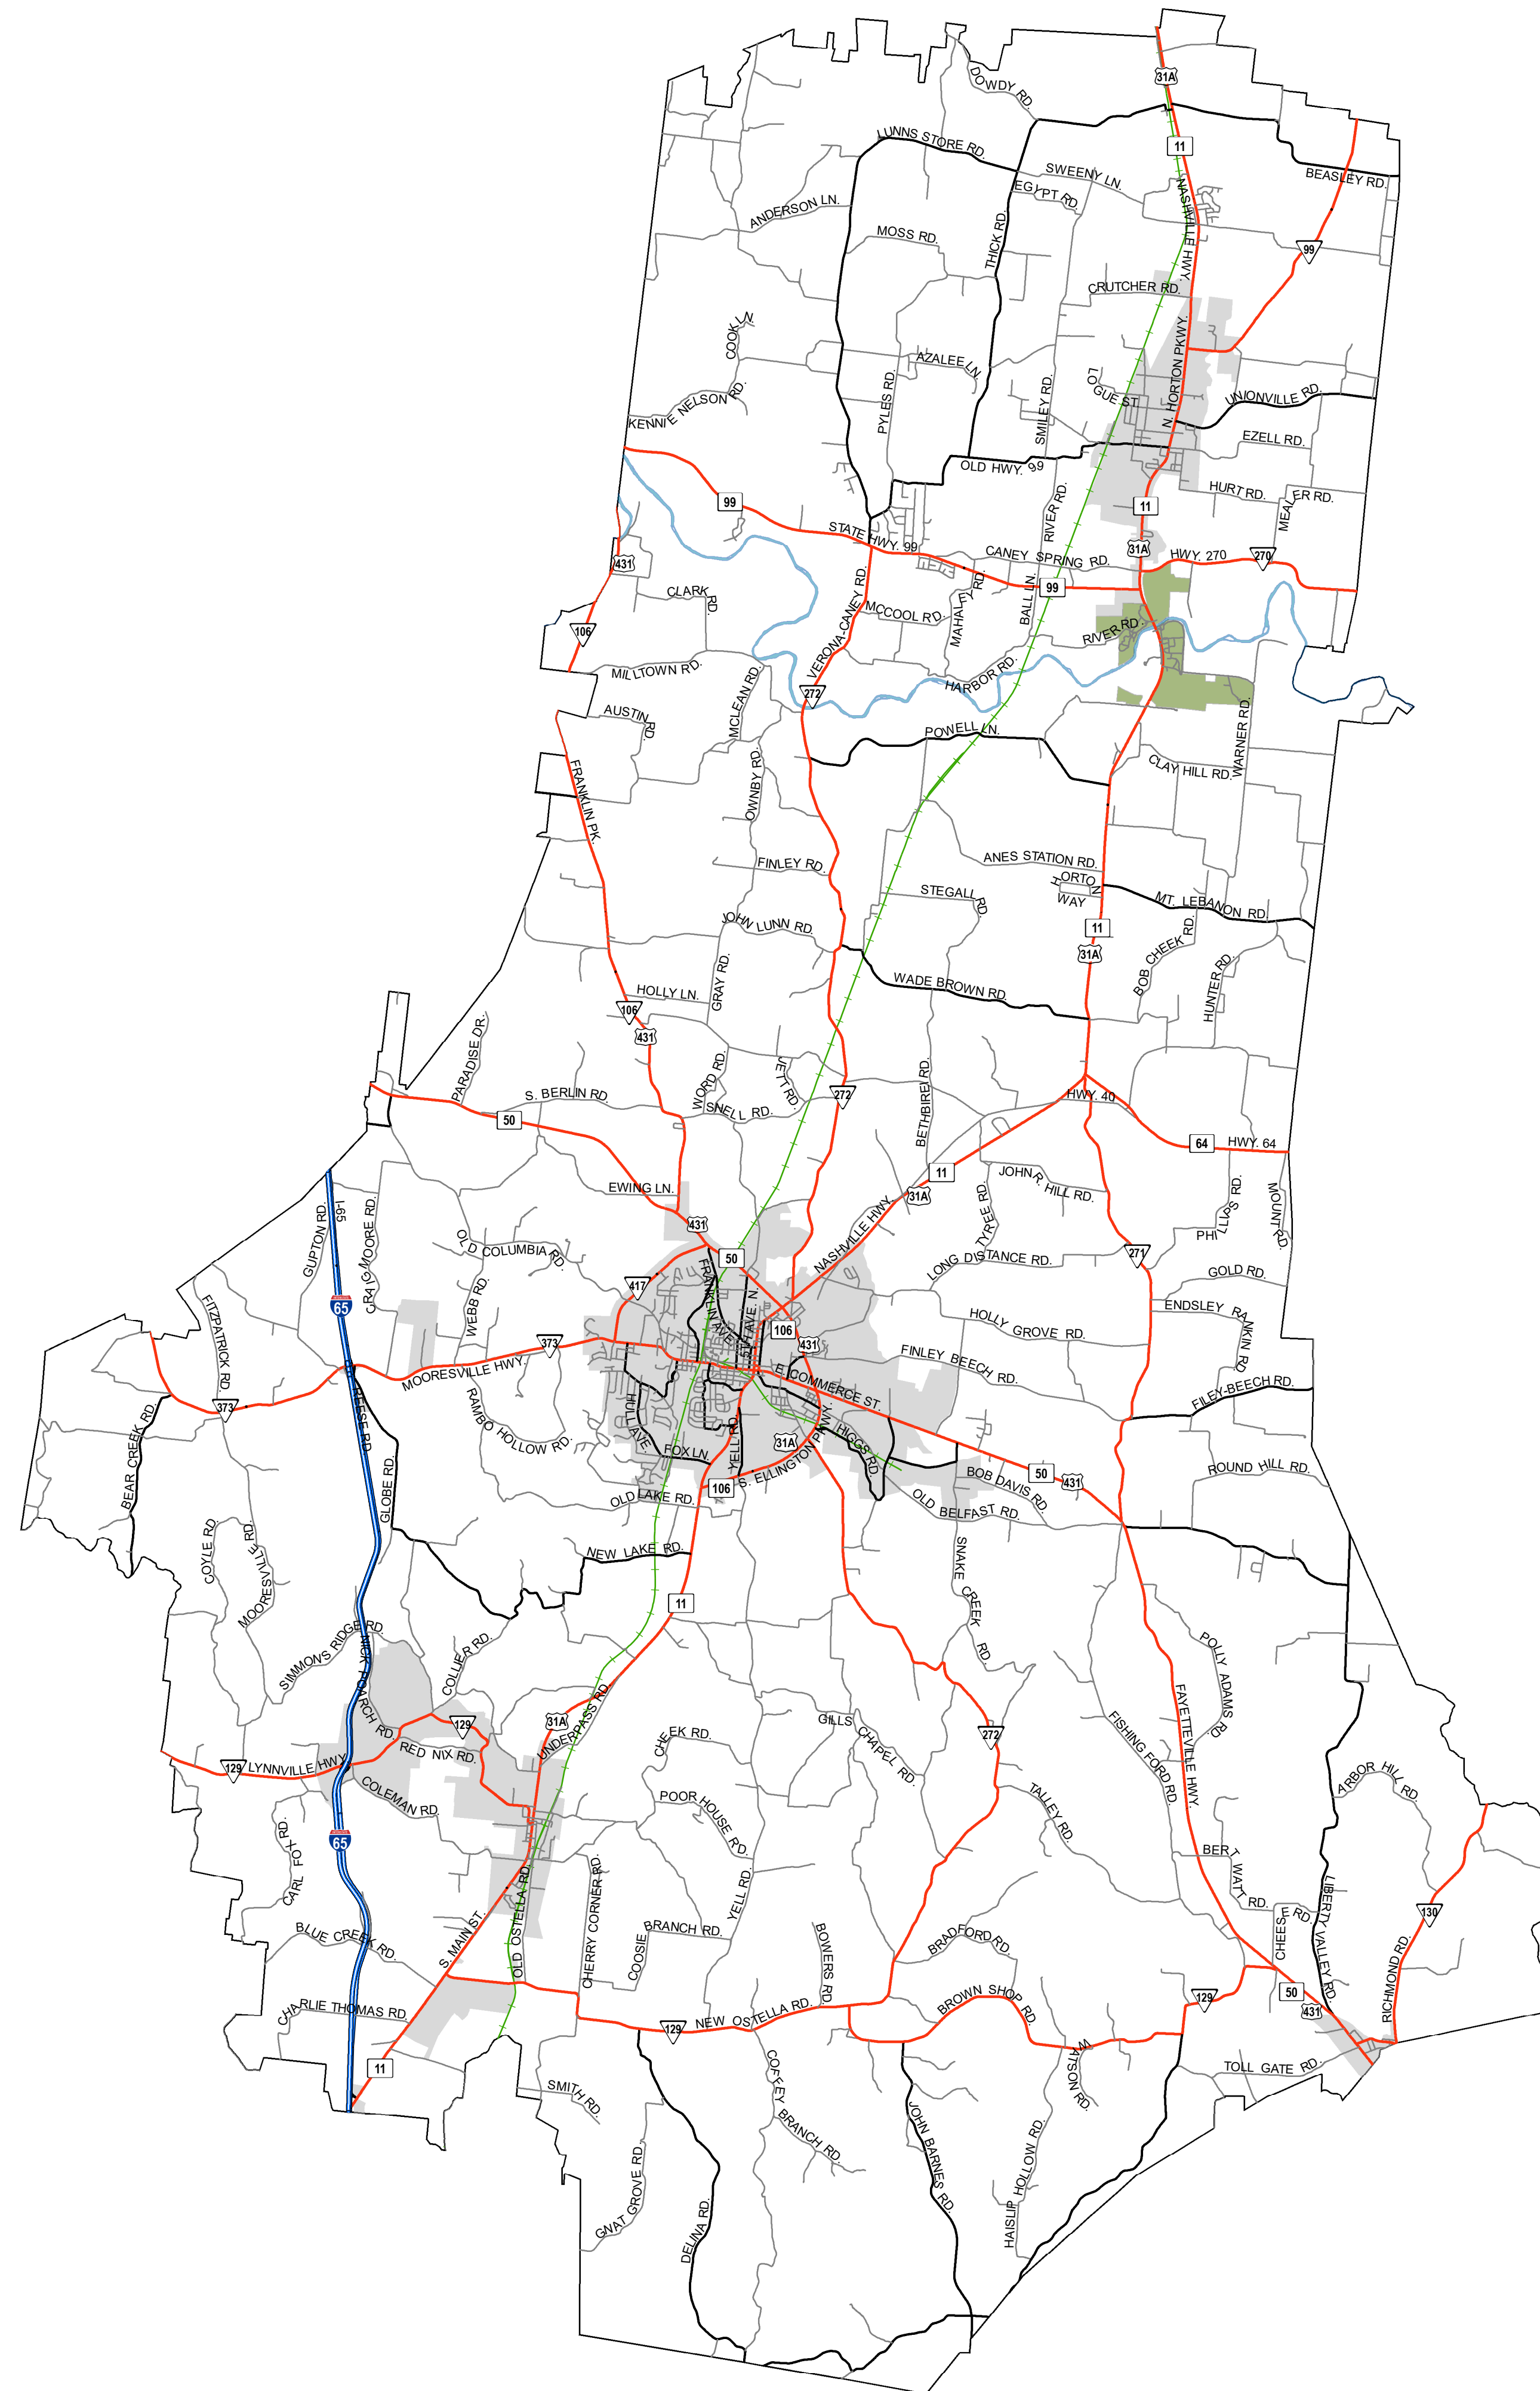 DOWDY RD.
31A
LUNNS STORE RD.
11
SWEENY LN.
BEASLEY RD.
EGYPT RD.
NASHVILLE HWY.
ANDERSON LN.
THICK RD.
MOSS RD.
99
CRUTCHER RD.
COOK LN.
N. HORTON PKWY.
AZALEE LN.
PYLES RD.
SMILEY RD.
LOGUE ST.
KENNIE NELSON RD.
UNIONVILLE RD.
EZELL RD.
OLD HWY. 99
HURT RD.
MEALER RD.
99
RIVER RD.
11
STATE HWY. 99
31A
CANEY SPRING RD.
HWY. 270
270
431
99
CLARK RD.
VERONA-CANEY RD.
MCCOOL RD.
MAHALEY RD.
BALL LN.
RIVER RD.
106
MILLTOWN RD.
MCLEAN RD.
HARBOR RD.
272
AUSTIN RD.
POWELL LN.
WARNER RD.
CLAY HILL RD.
FRANKLIN PK.
OWNBY RD.
FINLEY RD.
ANES STATION RD.
HORTON WAY
STEGALL RD.
MT. LEBANON RD.
JOHN LUNN RD.
11
31A
BOB CHEEK RD.
HUNTER RD.
GRAY RD.
WADE BROWN RD.
HOLLY LN.
106
431
PARADISE DR.
WORD RD.
JETT RD.
272
BETHBIREI RD.
HWY. 40
S. BERLIN RD.
SNELL RD.
50
64
HWY. 64
11
31A
JOHN R. HILL RD.
EWING LN.
TYREE RD.
PHILLIPS RD.
MOUNT RD.
I-65
GUPTON RD.
CRAIG MOORE RD.
431
NASHVILLE HWY.
OLD COLUMBIA RD.
50
LONG DISTANCE RD.
271
GOLD RD.
417
FRANKLIN AVE.
65
FITZPATRICK RD.
WEBB RD.
ENDSLEY RANKIN RD
HOLLY GROVE RD.
5TH AVE. N.
106
431
373
MOORESVILLE HWY.
FINLEY BEECH RD.
E. COMMERCE ST.
FILEY-BEECH RD.
373
REESE RD.
BEAR CREEK RD.
RAMBO HOLLOW RD.
HULL AVE.
FOX LN.
YELL RD.
31A
S. ELLINGTON PKWY.
HIGGS RD.
106
GLOBE RD.
OLD LAKE RD.
BOB DAVIS RD.
50
431
ROUND HILL RD.
OLD BELFAST RD.
COYLE RD.
MOORESVILLE RD.
NEW LAKE RD.
SNAKE CREEK RD.
11
SIMMONS RIDGE RD.
NICK PONARCH RD.
COLLIER RD.
POLLY ADAMS RD
129
RED NIX RD.
31A
UNDERPASS RD.
CHEEK RD.
GILLS CHAPEL RD.
272
FISHING FORD RD.
FAYETTEVILLE HWY.
129
LYNNVILLE HWY
COLEMAN RD.
POOR HOUSE RD.
TALLEY RD.
ARBOR HILL RD.
65
CARL FOX RD.
BERT WATT RD.
CHEESE RD.
LIBERTY VALLEY RD.
130
BLUE CREEK RD.
S. MAIN ST.
OLD OSTELLA RD.
CHERRY CORNER RD.
COOSIE BRANCH RD.
YELL RD.
BOWERS RD.
BRADFORD RD.
RICHMOND RD.
CHARLIE THOMAS RD.
129
NEW OSTELLA RD.
BROWN SHOP RD.
129
50
431
11
SMITH RD.
COFFEY BRANCH RD.
WATSON RD.
TOLL GATE RD.
JOHN BARNES RD.
HAISLIP HOLLOW RD.
GNAT GROVE RD.
DELINA RD.